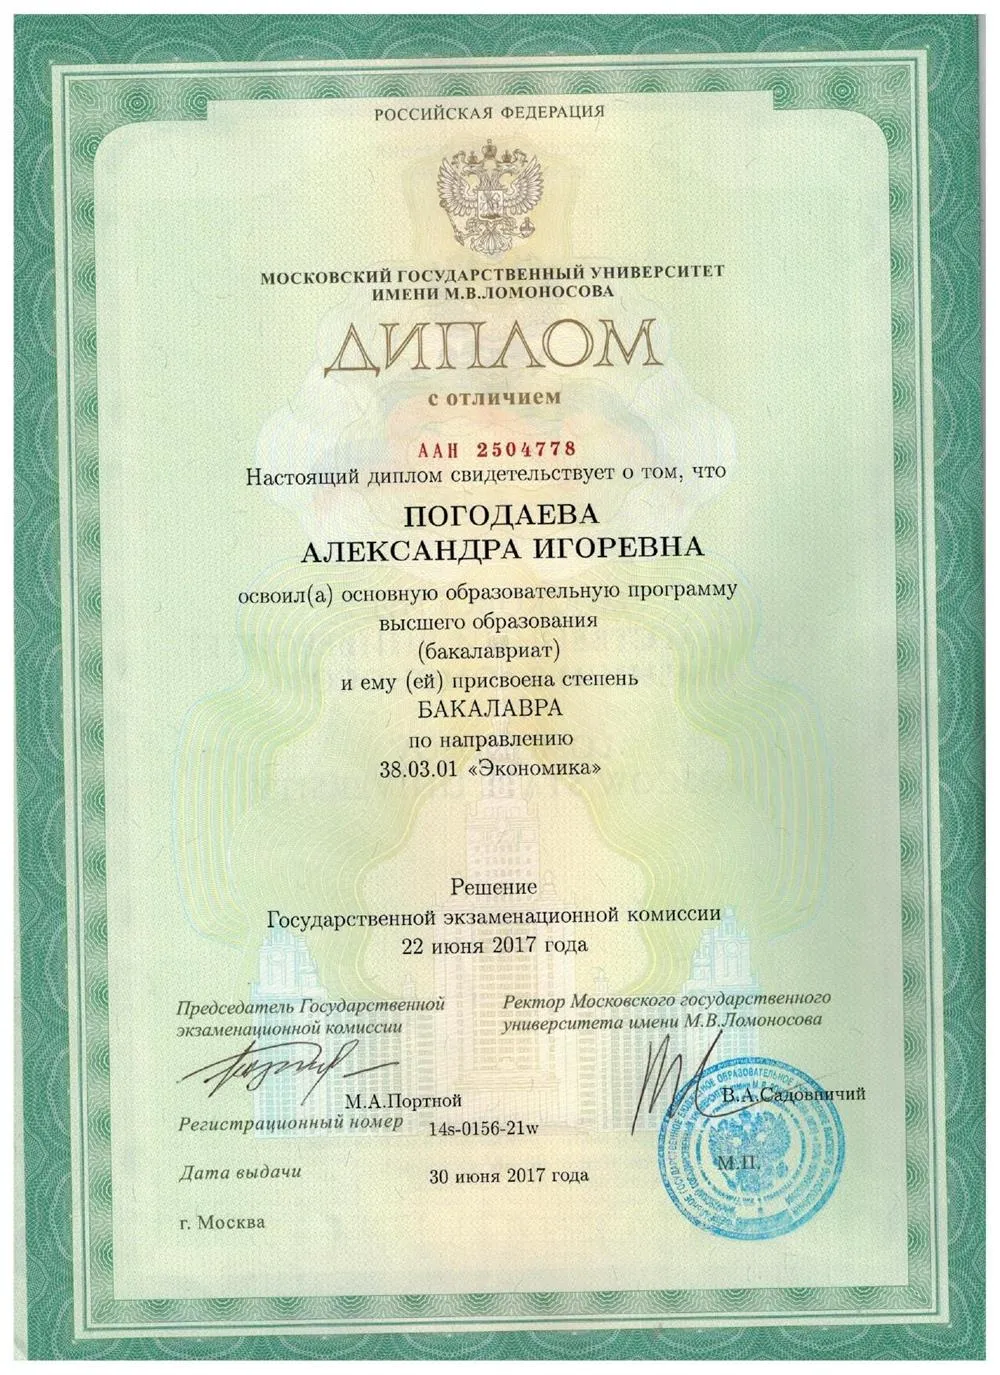 РОССИЙСКАЯ ФЕДЕРАЦИЯ
МОСКОВСКИЙ ГОСУДАРСТВЕННЫЙ УНИВЕРСИТЕТ
ИМЕНИ М.В.ЛОМОНОСОВА
ДИПЛОМ
с отличием
ААН 2504778
Настоящий диплом свидетельствует о том, что
ПОГОДАЕВА
АЛЕКСАНДРА ИГОРЕВНА
освоил(а) основную образовательную программу
высшего образования
(бакалавриат)
и ему (ей) присвоена степень
БАКАЛАВРА
по направлению
38.03.01 «Экономика»
Решение
Государственной экзаменационной комиссии
22 июня 2017 года
Председатель Государственной
экзаменационной комиссии
М.А.Портной
Ректор Московского государственного
университета имени М.В.Ломоносова
В.А.Садовничий
Регистрационный номер 14s-0156-21w
М.П.
Дата выдачи 30 июня 2017 года
г. Москва